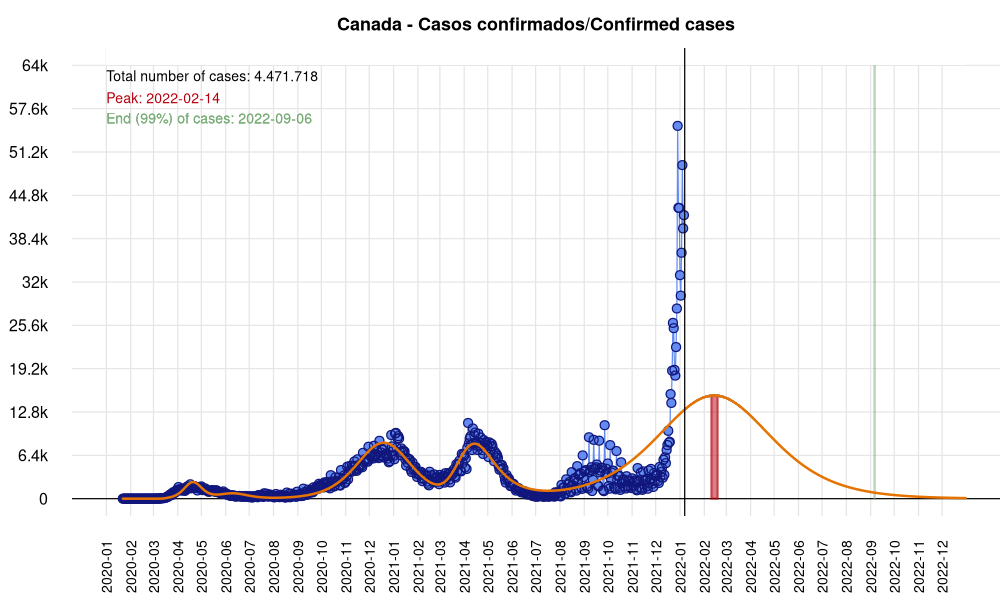 Canada - Casos confirmados/Confirmed cases
64k
Total number of cases: 4.471.718
Peak: 2022-02-14
57.6k
End (99%) of cases: 2022-09-06
51.2k
44.8k
38.4k
32k
25.6k
19.2k
12.8k
6.4k
0
2020-01
2020-02
2020-03
2020-04
2020-05
2020-06
2020-07
2020-08
2020-09
2020-10
2020-11
2020-12
2021-01
2021-02
2021-03
2021-04
2021-05
2021-06
2021-07
2021-08
2021-09
2021-10
2021-11
2021-12
2022-01
2022-02
2022-03
2022-04
2022-05
2022-06
2022-07
2022-08
2022-09
2022-10
2022-11
2022-12